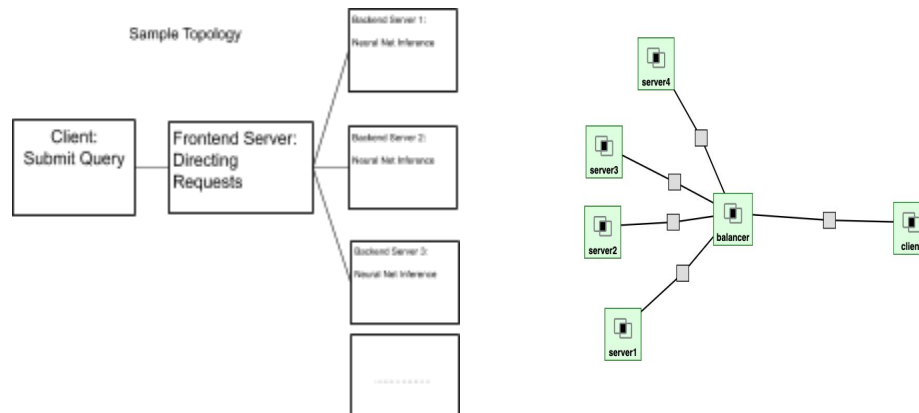 Sample Topology
Client:
Submit Query
Frontend Server:
Directing
Requests
Backend Server 1:
Neural Net Inference
Backend Server 2:
Neural Net Inference
Backend Server 3:
Neural Net Inference
server4
server3
server2
balancer
server1
client